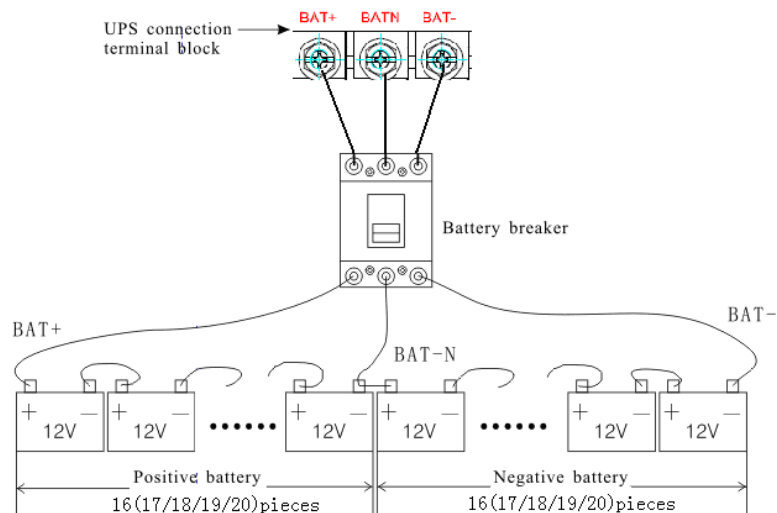 BAT+ BATN BAT-
UPS connection
terminal block
Battery breaker
BAT+
BAT-
BAT-N
+ − + + − + − + + −
12V 12V 12V 12V 12V 12V
Positive battery Negative battery
16(17/18/19/20)pieces 16(17/18/19/20)pieces